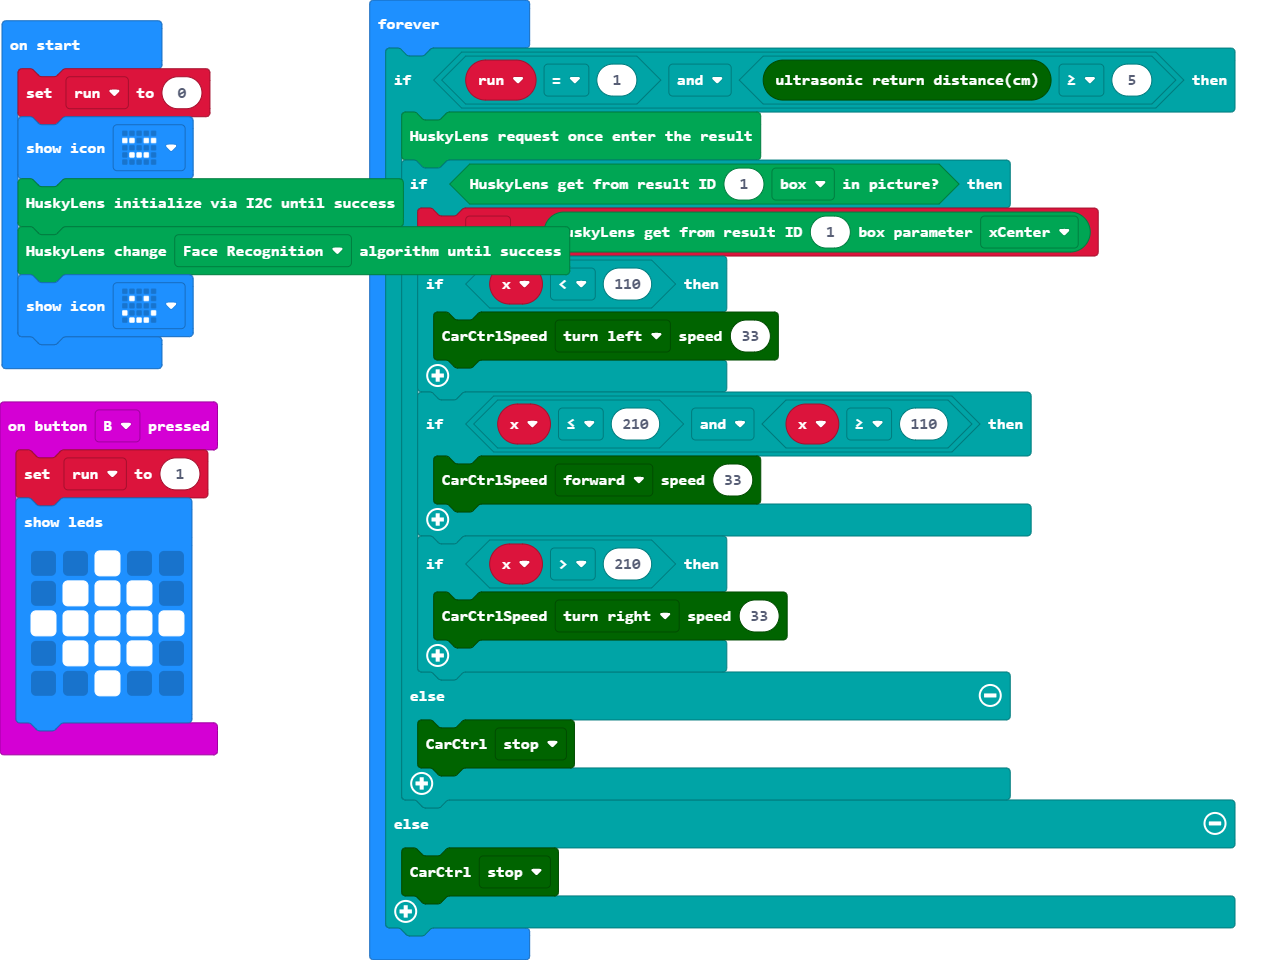 on start
set run to 0
show icon
HuskyLens initialize via I2C until success
HuskyLens change Face Recognition algorithm until success
show icon
on button B pressed
set run to 1
show leds
forever
if run = 1 and ultrasonic return distance(cm) ≥ 5 then
HuskyLens request once enter the result
if HuskyLens get from result ID 1 box in picture? then
uskyLens get from result ID 1 box parameter xCenter
if x < 110 then
CarCtrlSpeed turn left speed 33
if x ≤ 210 and x ≥ 110 then
CarCtrlSpeed forward speed 33
if x > 210 then
CarCtrlSpeed turn right speed 33
else
CarCtrl stop
else
CarCtrl stop